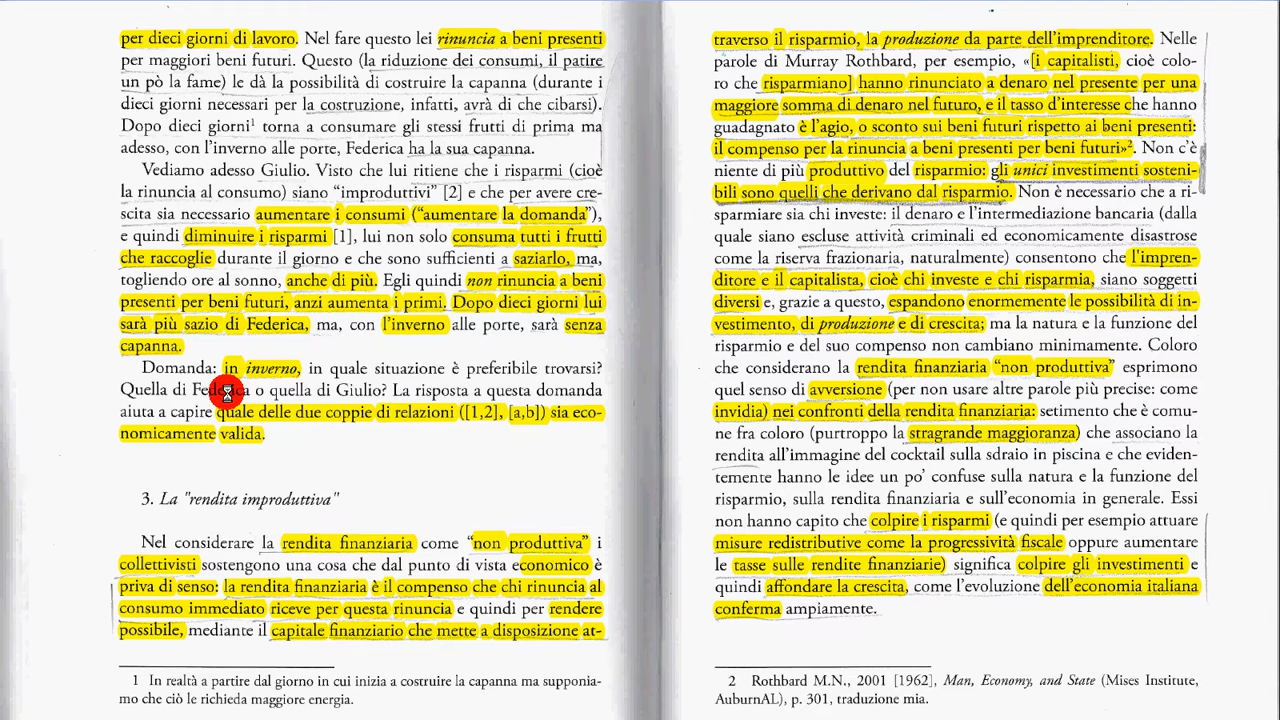 per dieci giorni di lavoro. Nel fare questo lei rinuncia a beni presenti
per maggiori beni futuri. Questo (la riduzione dei consumi, il patire
un pò la fame) le dà la possibilità di costruire la capanna (durante i
dieci giorni necessari per la costruzione, infatti, avrà di che cibarsi).
Dopo dieci giorni¹ torna a consumare gli stessi frutti di prima ma
adesso, con l'inverno alle porte, Federica ha la sua capanna.
Vediamo adesso Giulio. Visto che lui ritiene che i risparmi (cioè
la rinuncia al consumo) siano "improduttivi" [2] e che per avere cre-
scita sia necessario aumentare i consumi ("aumentare la domanda"),
e quindi diminuire i risparmi [1], lui non solo consuma tutti i frutti
che raccoglie durante il giorno e che sono sufficienti a saziarlo, ma,
togliendo ore al sonno, anche di più. Egli quindi non rinuncia a beni
presenti per beni futuri, anzi aumenta i primi. Dopo dieci giorni lui
sarà più sazio di Federica, ma, con l'inverno alle porte, sarà senza
capanna.
Domanda: in inverno, in quale situazione è preferibile trovarsi?
Quella di Federica o quella di Giulio? La risposta a questa domanda
aiuta a capire quale delle due coppie di relazioni ([1,2], [a,b]) sia eco-
nomicamente valida.
3. La "rendita improduttiva"
Nel considerare la rendita finanziaria come "non produttiva" i
collettivisti sostengono una cosa che dal punto di vista economico è
priva di senso: la rendita finanziaria è il compenso che chi rinuncia al
consumo immediato riceve per questa rinuncia e quindi per rendere
possibile, mediante il capitale finanziario che mette a disposizione at-
1 In realtà a partire dal giorno in cui inizia a costruire la capanna ma supponia-
mo che ciò le richieda maggiore energia.
traverso il risparmio, la produzione da parte dell'imprenditore. Nelle
parole di Murray Rothbard, per esempio, «[i capitalisti, cioè colo-
ro che risparmiano] hanno rinunciato a denaro nel presente per una
maggiore somma di denaro nel futuro, e il tasso d'interesse che hanno
guadagnato è l'agio, o sconto sui beni futuri rispetto ai beni presenti:
il compenso per la rinuncia a beni presenti per beni futuri»². Non c'è
niente di più produttivo del risparmio: gli unici investimenti sosteni-
bili sono quelli che derivano dal risparmio. Non è necessario che a ri-
sparmiare sia chi investe: il denaro e l'intermediazione bancaria (dalla
quale siano escluse attività criminali ed economicamente disastrose
come la riserva frazionaria, naturalmente) consentono che l'impren-
ditore e il capitalista, cioè chi investe e chi risparmia, siano soggetti
diversi e, grazie a questo, espandono enormemente le possibilità di in-
vestimento, di produzione e di crescita; ma la natura e la funzione del
risparmio e del suo compenso non cambiano minimamente. Coloro
che considerano la rendita finanziaria "non produttiva" esprimono
quel senso di avversione (per non usare altre parole più precise: come
invidia) nei confronti della rendita finanziaria: setimento che è comu-
ne fra coloro (purtroppo la stragrande maggioranza) che associano la
rendita all'immagine del cocktail sulla sdraio in piscina e che eviden-
temente hanno le idee un po' confuse sulla natura e la funzione del
risparmio, sulla rendita finanziaria e sull'economia in generale. Essi
non hanno capito che colpire i risparmi (e quindi per esempio attuare
misure redistributive come la progressività fiscale oppure aumentare
le tasse sulle rendite finanziarie) significa colpire gli investimenti e
quindi affondare la crescita, come l'evoluzione dell'economia italiana
conferma ampiamente.
2 Rothbard M.N., 2001 [1962], Man, Economy, and State (Mises Institute,
AuburnAL), p. 301, traduzione mia.